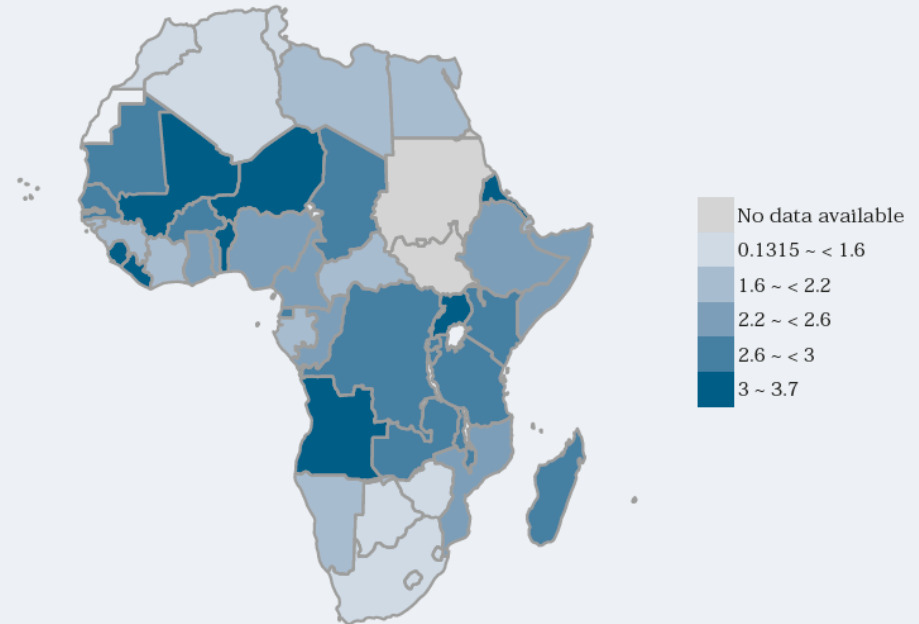 No data available
0.1315 ~ < 1.6
1.6 ~ < 2.2
2.2 ~ < 2.6
2.6 ~ < 3
3 ~ 3.7